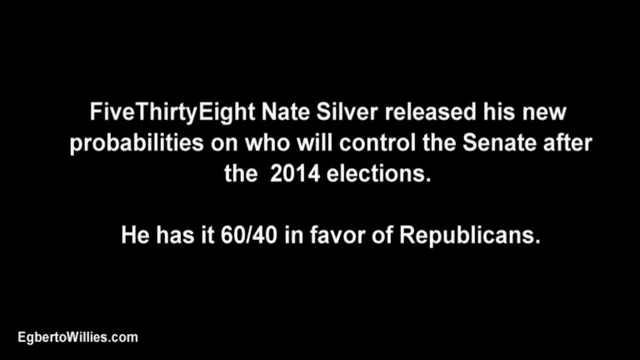 FiveThirtyEight Nate Silver released his new
probabilities on who will control the Senate after
the 2014 elections.
He has it 60/40 in favor of Republicans.
EgbertoWillies.com